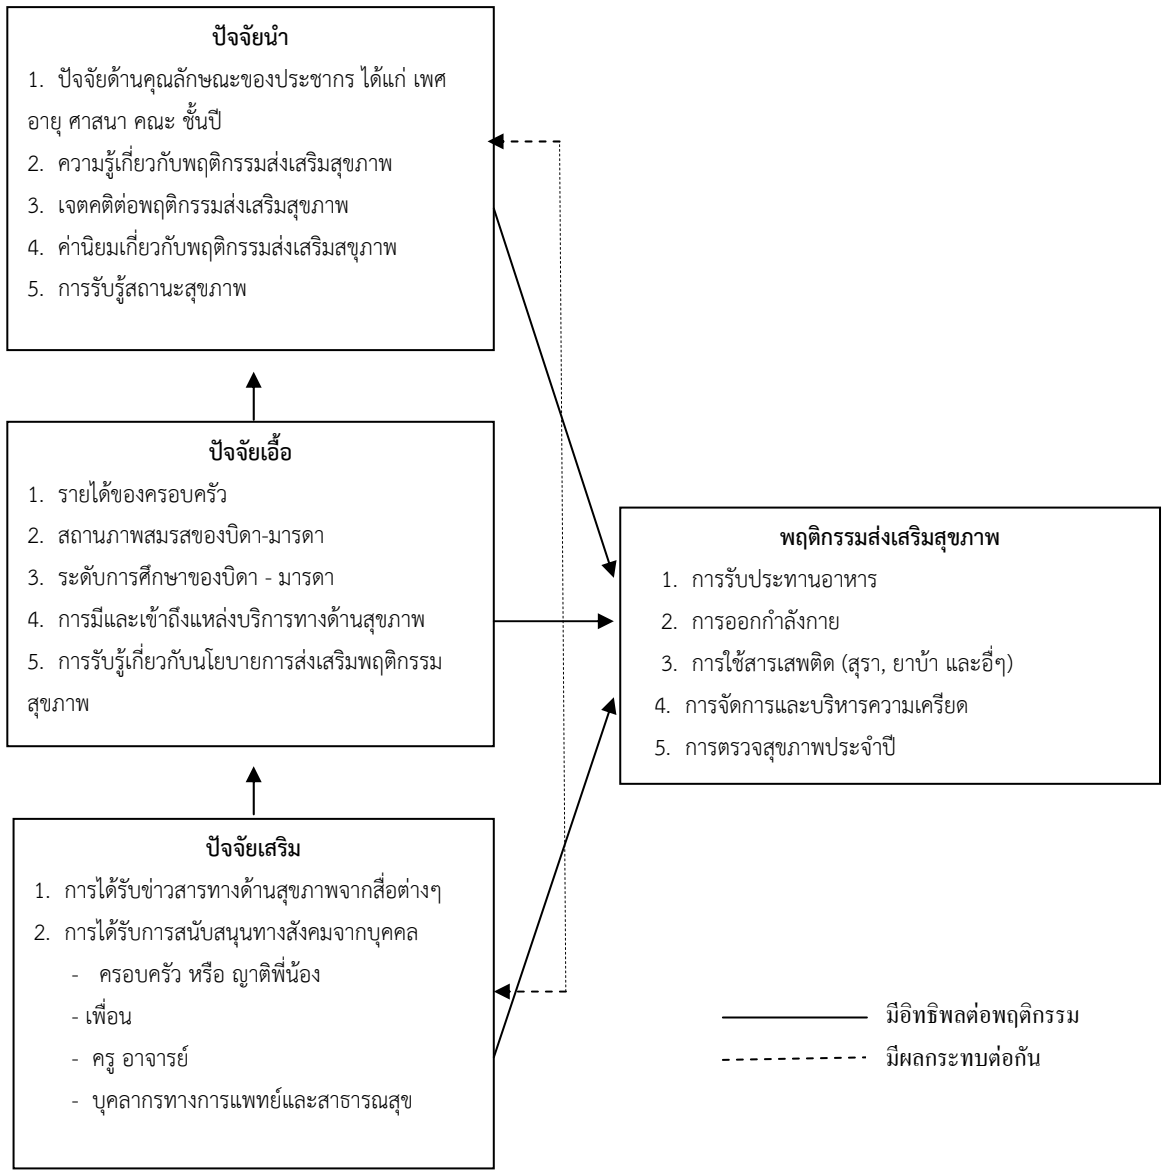 ปัจจัยนำ
1. ปัจจัยด้านคุณลักษณะของประชากร ได้แก่ เพศ
อายุ ศาสนา คณะ ชั้นปี
2. ความรู้เกี่ยวกับพฤติกรรมส่งเสริมสุขภาพ
3. เจตคติต่อพฤติกรรมส่งเสริมสุขภาพ
4. ค่านิยมเกี่ยวกับพฤติกรรมส่งเสริมสขุภาพ
5. การรับรู้สถานะสุขภาพ
ปัจจัยเอื้อ
1. รายได้ของครอบครัว
2. สถานภาพสมรสของบิดา-มารดา
3. ระดับการศึกษาของบิดา - มารดา
4. การมีและเข้าถึงแหล่งบริการทางด้านสุขภาพ
5. การรับรู้เกี่ยวกับนโยบายการส่งเสริมพฤติกรรม
สุขภาพ
ปัจจัยเสริม
1. การได้รับข่าวสารทางด้านสุขภาพจากสื่อต่างๆ
2. การได้รับการสนับสนุนทางสังคมจากบุคคล
- ครอบครัว หรือ ญาติพี่น้อง
- เพื่อน
- ครู อาจารย์
- บุคลากรทางการแพทย์และสาธารณสุข
พฤติกรรมส่งเสริมสุขภาพ
1. การรับประทานอาหาร
2. การออกกำลังกาย
3. การใช้สารเสพติด (สุรา, ยาบ้า และอื่ๆ)
4. การจัดการและบริหารความเครียด
5. การตรวจสุขภาพประจำปี
มีอิทธิพลต่อพฤติกรรม
มีผลกระทบต่อกัน